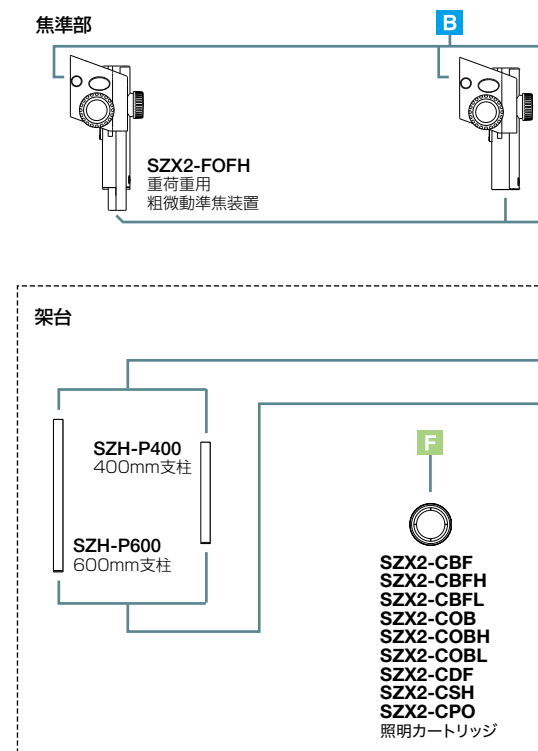 焦準部
B
SZX2-FOFH
重荷重用
粗微動準焦装置
架台
SZH-P400
400mm支柱
SZH-P600
600mm支柱
F
SZX2-CBF
SZX2-CBFH
SZX2-CBFL
SZX2-COB
SZX2-COBH
SZX2-COBL
SZX2-CDF
SZX2-CSH
SZX2-CPO
照明カートリッジ